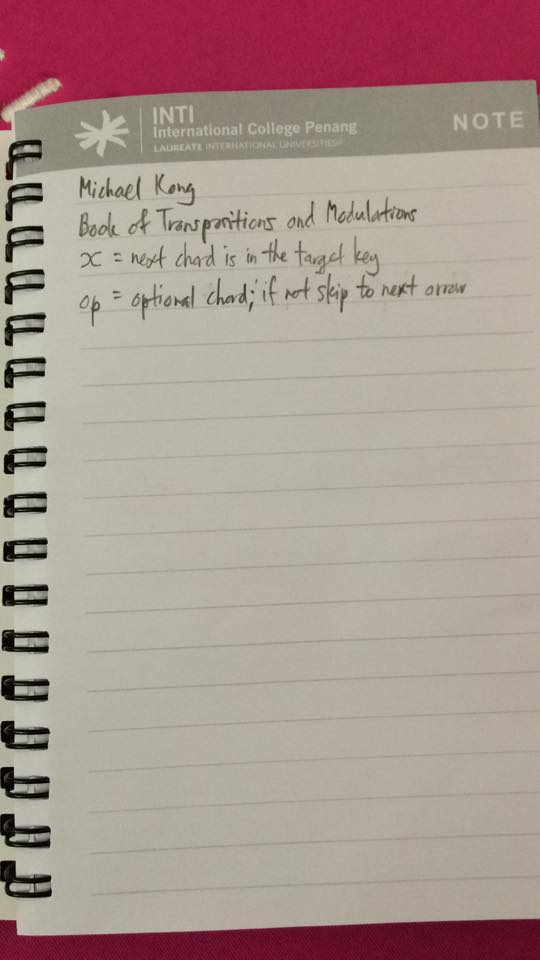 INTI
International College Penang
LAUREATE INTERNATIONAL UNIVERSITIES®
NOTE
Michael Kong
Book of Transpositions and Modulations
x = next chord is in the target key
op = optional chord; if not skip to next arrow